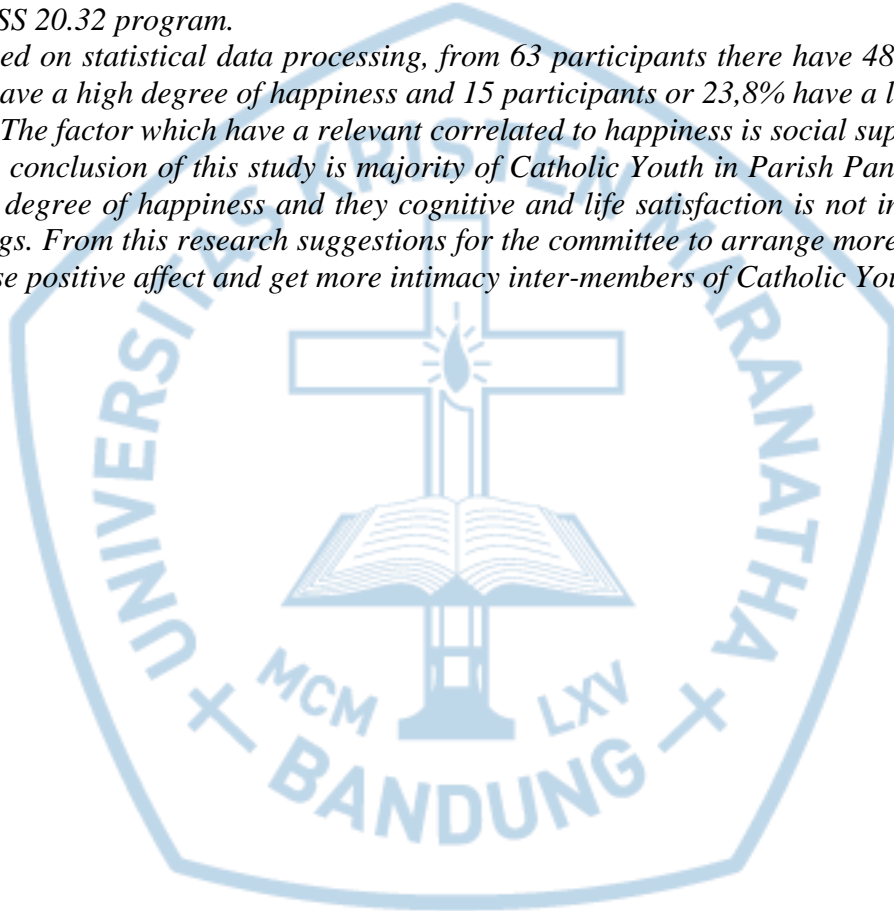 SS 20.32 program.
ed on statistical data processing, from 63 participants there have 48
ave a high degree of happiness and 15 participants or 23,8% have a l
The factor which have a relevant correlated to happiness is social sup
conclusion of this study is majority of Catholic Youth in Parish Pan
degree of happiness and they cognitive and life satisfaction is not in
gs. From this research suggestions for the committee to arrange more
se positive affect and get more intimacy inter-members of Catholic You
UNIVERSITAS KRISTEN MARANATHA
MCM LXV
BANDUNG